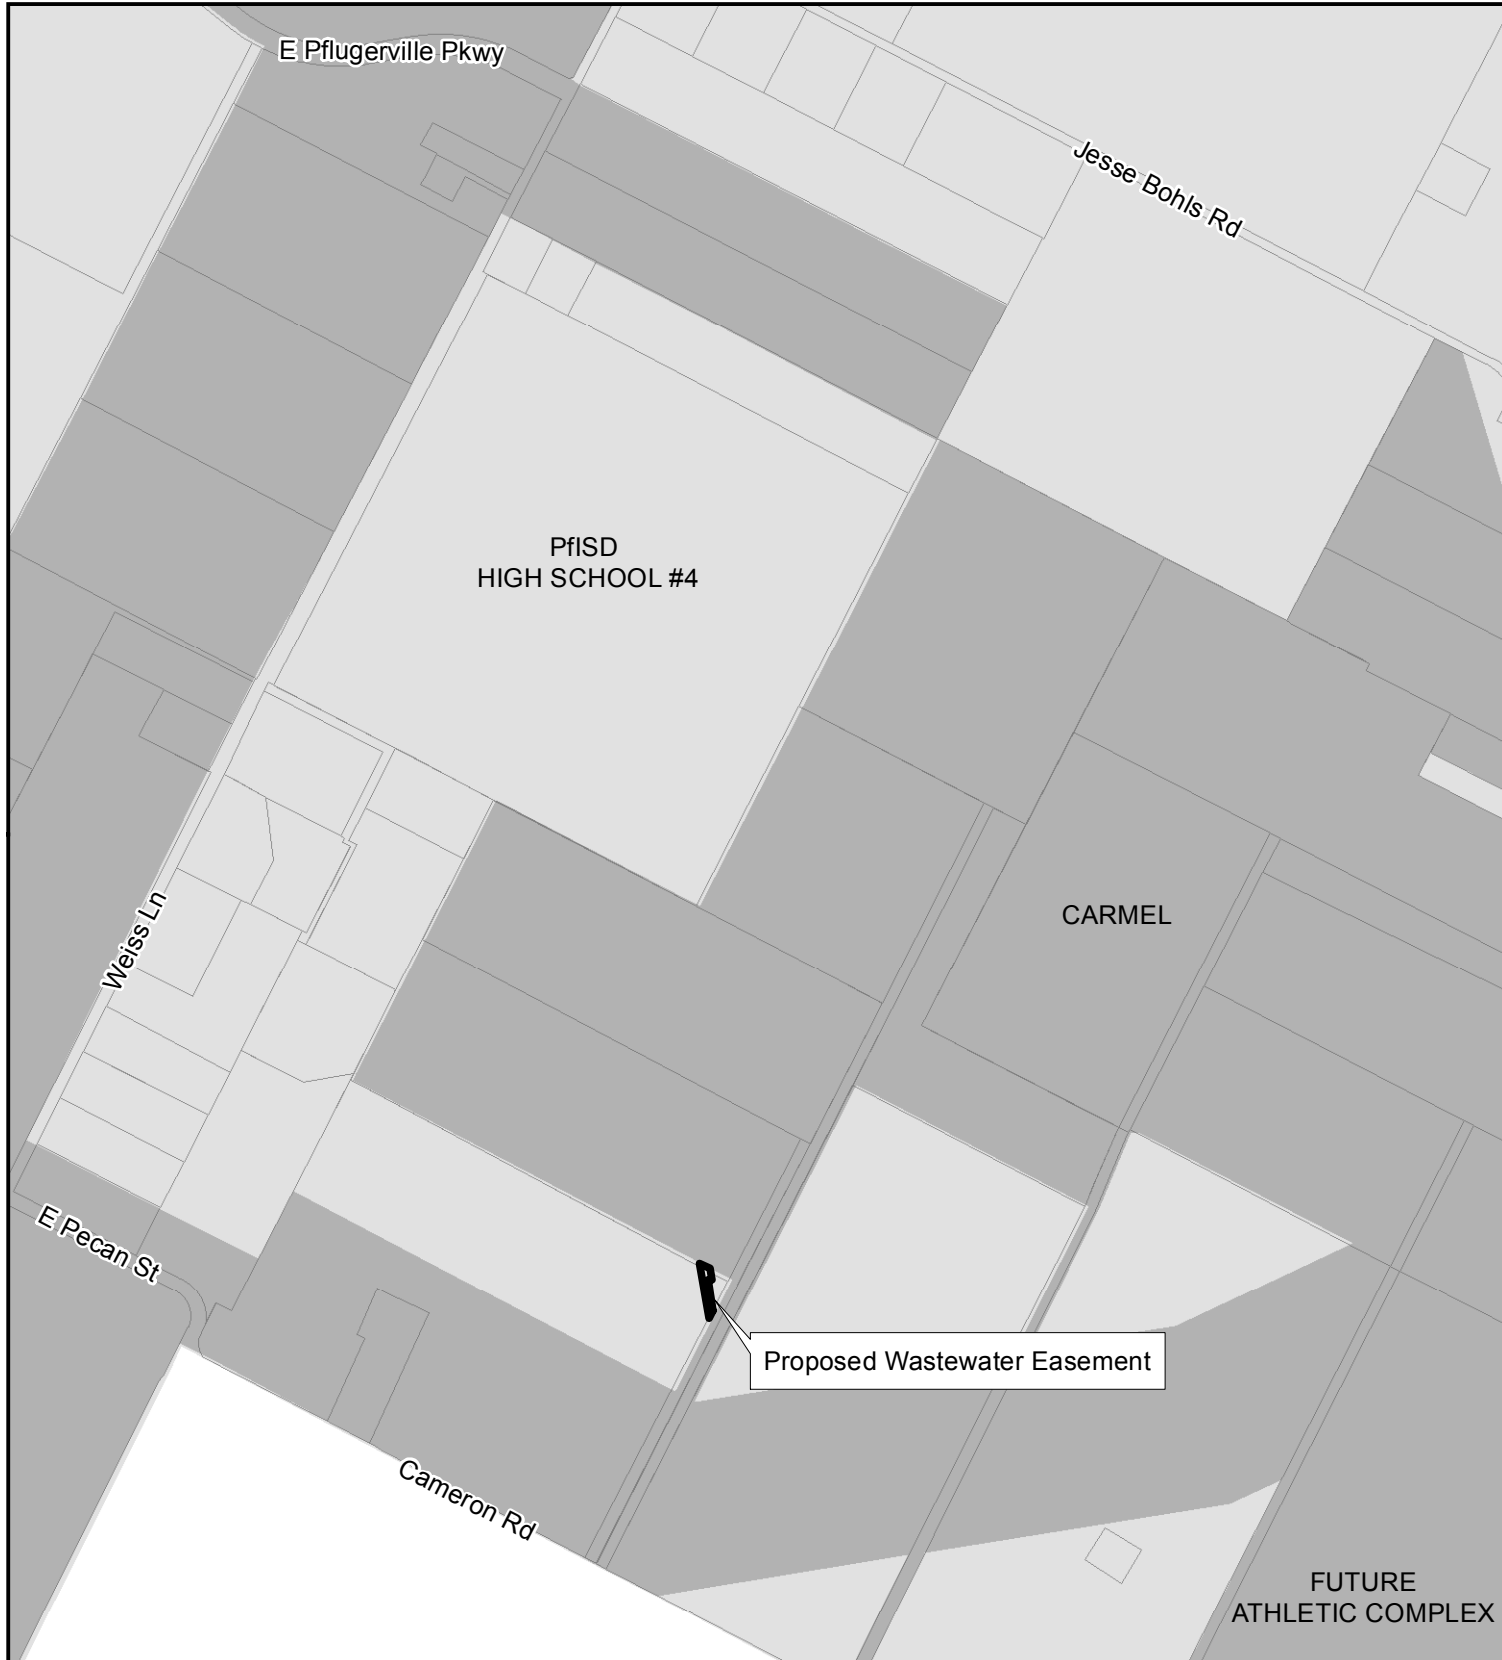 E Pflugerville Pkwy
Jesse Bohls Rd
PfISD
HIGH SCHOOL #4
Weiss Ln
CARMEL
E Pecan St
Proposed Wastewater Easement
Cameron Rd
FUTURE
ATHLETIC COMPLEX